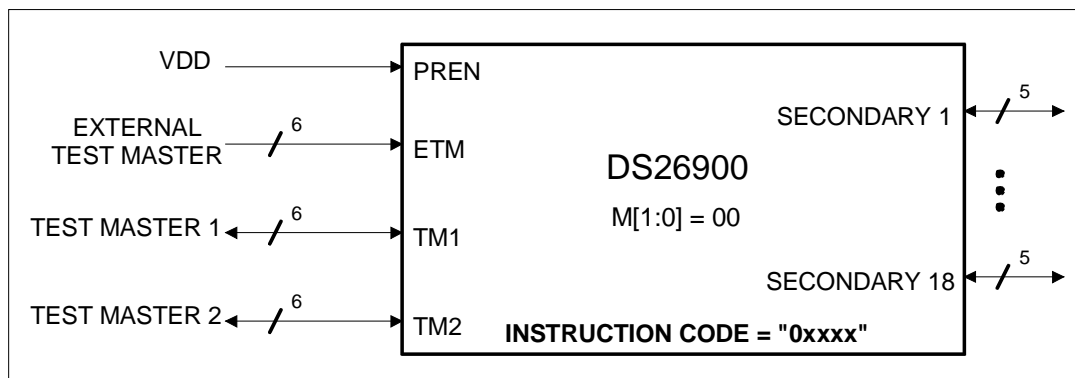 VDD
PREN
EXTERNAL
TEST MASTER
6
ETM
TEST MASTER 1
6
TM1
TEST MASTER 2
6
TM2
DS26900
M[1:0] = 00
INSTRUCTION CODE = "0xxxx"
SECONDARY 1
5
SECONDARY 18
5